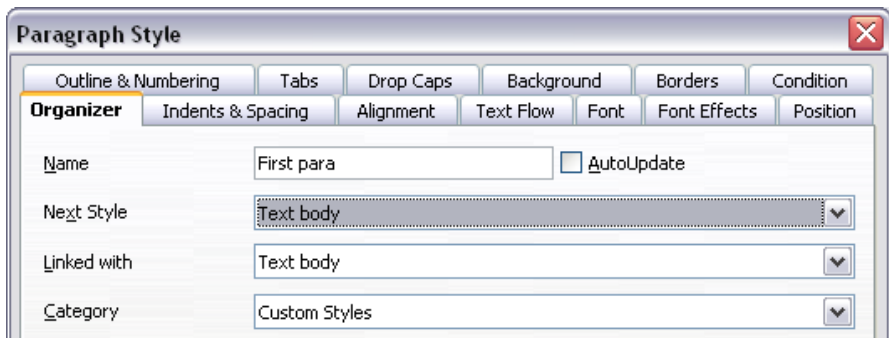 Paragraph Style
Outline & Numbering Tabs Drop Caps Background Borders Condition
Organizer Indents & Spacing Alignment Text Flow Font Font Effects Position
Name First para AutoUpdate
Next Style Text body
Linked with Text body
Category Custom Styles